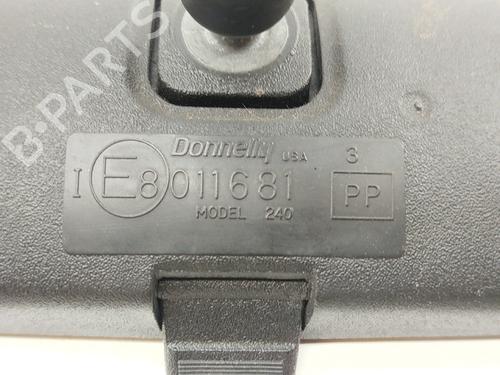 B-PARTS
Donnelly USA 3
I E8 011681 PP
MODEL 240